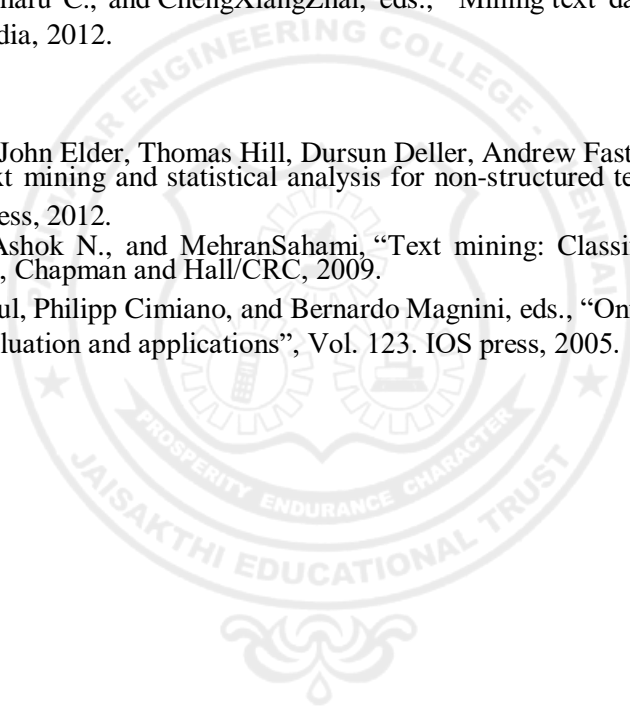 haru C., and ChengXiangZhai, eds., “Mining text da
dia, 2012.
John Elder, Thomas Hill, Dursun Deller, Andrew Fast
xt mining and statistical analysis for non-structured te
ess, 2012.
Ashok N., and MehranSahami, “Text mining: Classi
, Chapman and Hall/CRC, 2009.
ul, Philipp Cimiano, and Bernardo Magnini, eds., “On
luation and applications”, Vol. 123. IOS press, 2005.
ENGINEERING COLLEGE - CHENNAI
PROSPERITY ENDURANCE CHARACTER
JAISAKTHI EDUCATIONAL TRUST